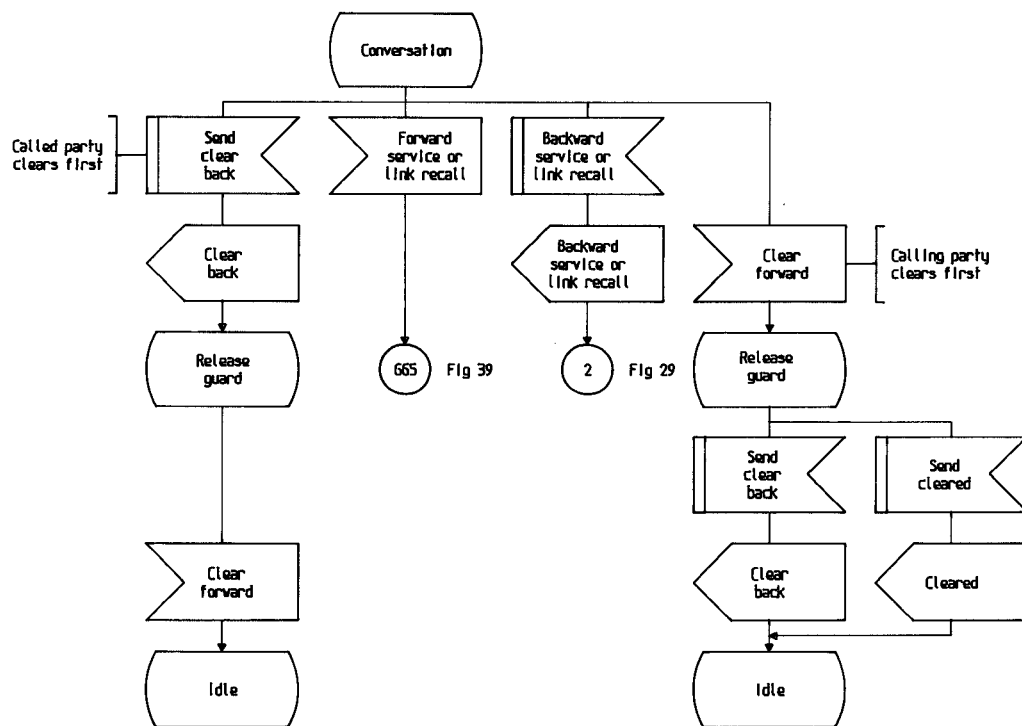 Conversation
Called party
clears first
Send
clear
back
Forward
service or
link recall
Backward
service or
link recall
Clear
back
Backward
service or
link recall
Clear
forward
Calling party
clears first
Release
guard
665
Fig 39
2
Fig 29
Release
guard
Send
clear
back
Send
cleared
Clear
forward
Clear
back
Cleared
Idle
Idle